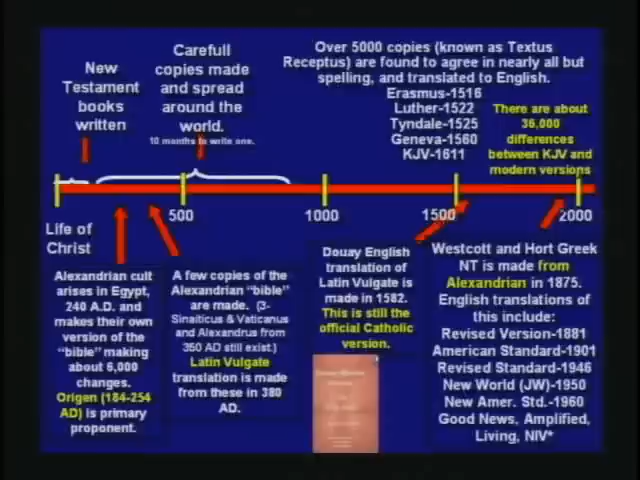 New
Testament
books
written
Carefull
copies made
and spread
around the
world.
10 months to write one.
Over 5000 copies (known as Textus
Receptus) are found to agree in nearly all but
spelling, and translated to English.
Erasmus-1516
Luther-1522
Tyndale-1525
Geneva-1560
KJV-1611
There are about
36,000
differences
between KJV and
modern versions
500
1000
1500
2000
Life of
Christ
Alexandrian cult
arises in Egypt,
240 A.D. and
makes their own
version of the
"bible" making
about 6,000
changes.
Origen (184-254
AD) is primary
proponent.
A few copies of the
Alexandrian "bible"
are made. (3-
Sinaiticus & Vaticanus
and Alexandrus from
350 AD still exist.)
Latin Vulgate
translation is made
from these in 380
AD.
Douay English
translation of
Latin Vulgate is
made in 1582.
This is still the
official Catholic
version.
Westcott and Hort Greek
NT is made from
Alexandrian in 1875.
English translations of
this include:
Revised Version-1881
American Standard-1901
Revised Standard-1946
New World (JW)-1950
New Amer. Std.-1960
Good News, Amplified,
Living, NIV*